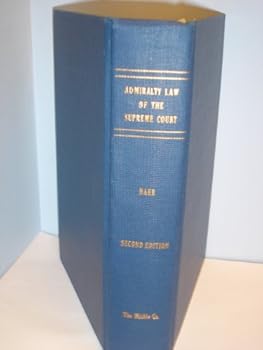 ADMIRALTY LAW
OF THE
SUPREME COURT
BAER
SECOND EDITION
The Michie Co.